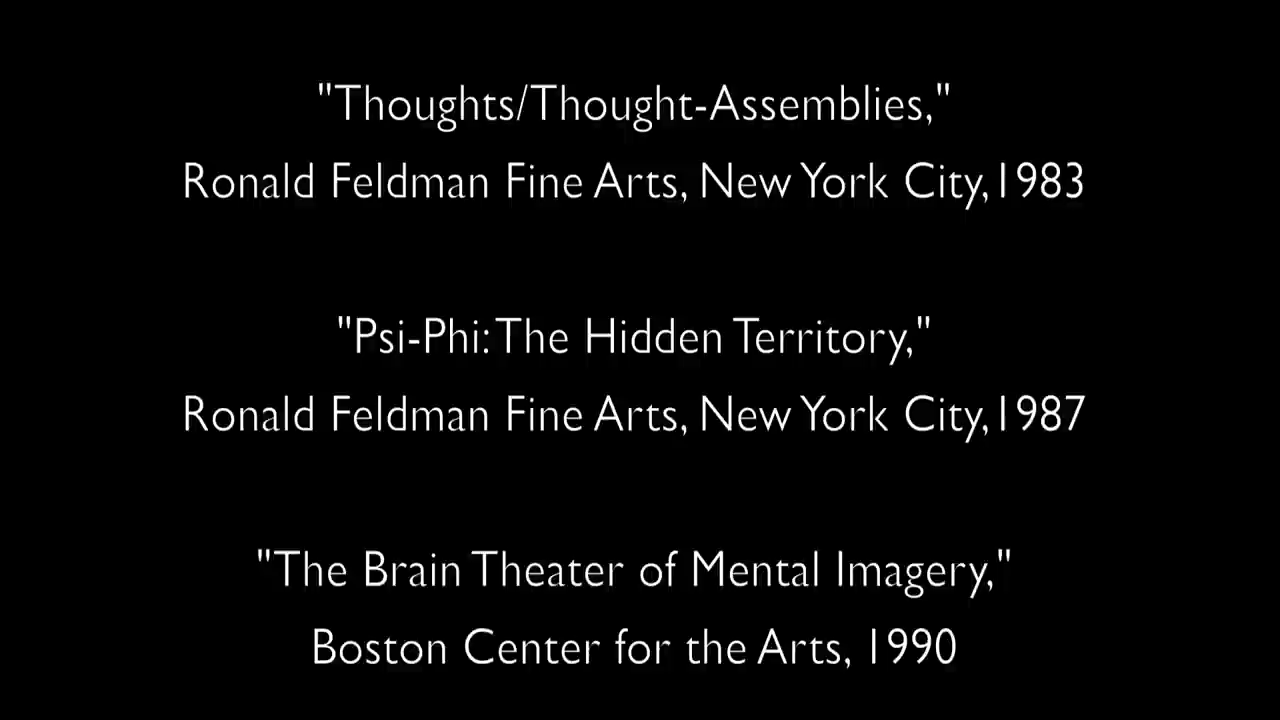 "Thoughts/Thought-Assemblies,"
Ronald Feldman Fine Arts, New York City,1983
"Psi-Phi: The Hidden Territory,"
Ronald Feldman Fine Arts, New York City,1987
"The Brain Theater of Mental Imagery,"
Boston Center for the Arts, 1990